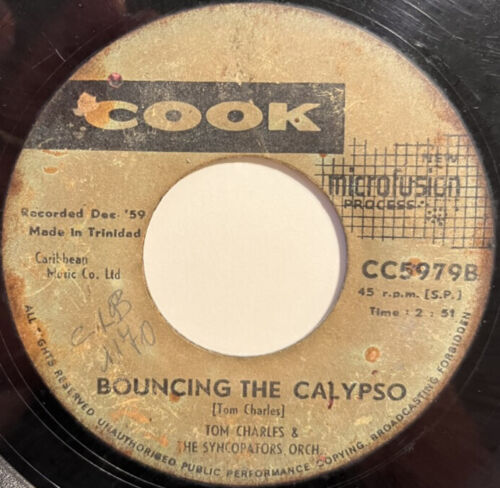 COOK
NEW
microfusion
PROCESS
Recorded Dec '59
Made in Trinidad
Caribbean
Music Co. Ltd
CC5979B
45 r.p.m. [S.P.]
Time : 2 : 51
BOUNCING THE CALYPSO
[Tom Charles]
TOM CHARLES &
THE SYNCOPATORS ORCH.
ALL RIGHTS RESERVED UNAUTHORISED PUBLIC PERFORMANCE COPYING, BROADCASTING FORBIDDEN